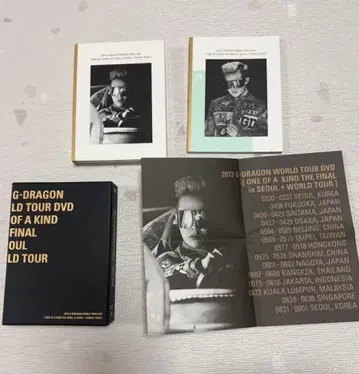 G-DRAGON
LD TOUR DVD
OF A KIND
FINAL
OUL
LD TOUR
2013 G-DRAGON WORLD TOUR DVD
[ ONE OF A KIND THE FINAL
in SEOUL + WORLD TOUR ]
0330 - 0331 SEOUL, KOREA
0406 FUKUOKA, JAPAN
0420 - 0421 SAITAMA, JAPAN
0427 - 0429 OSAKA, JAPAN
0504 - 0505 BEIJING, CHINA
0509 - 0510 TAIPEI, TAIWAN
0517 - 0518 HONGKONG
0525 - 0526 SHANGHAI, CHINA
0601 - 0602 NAGOYA, JAPAN
0607 - 0608 BANGKOK, THAILAND
0615 - 0616 JAKARTA, INDONESIA
0622 KUALA LUMPUR, MALAYSIA
0629 - 0630 SINGAPORE
0831 - 0901 SEOUL, KOREA